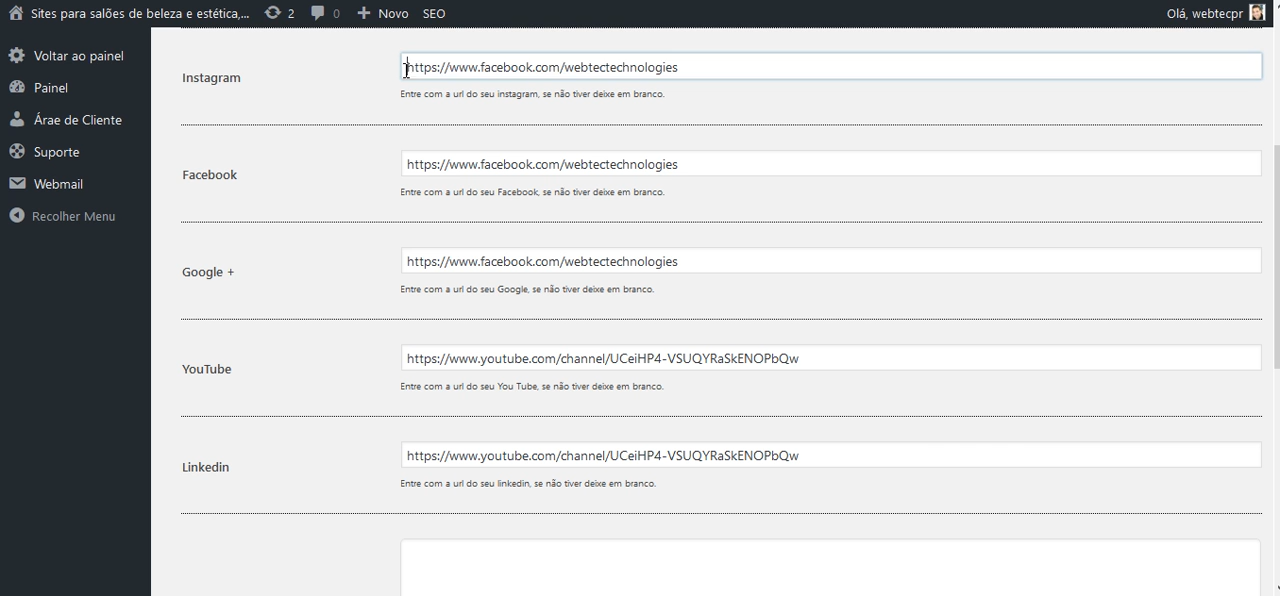 Sites para salões de beleza e estética,... 2 0 Novo SEO Olá, webtecpr
Voltar ao painel
Painel
Árae de Cliente
Suporte
Webmail
Recolher Menu
Instagram
https://www.facebook.com/webtectechnologies
Entre com a url do seu instagram, se não tiver deixe em branco.
Facebook
https://www.facebook.com/webtectechnologies
Entre com a url do seu Facebook, se não tiver deixe em branco.
Google +
https://www.facebook.com/webtectechnologies
Entre com a url do seu Google, se não tiver deixe em branco.
YouTube
https://www.youtube.com/channel/UCeiHP4-VSUQYRaSkENOPbQw
Entre com a url do seu You Tube, se não tiver deixe em branco.
Linkedin
https://www.youtube.com/channel/UCeiHP4-VSUQYRaSkENOPbQw
Entre com a url do seu linkedin, se não tiver deixe em branco.